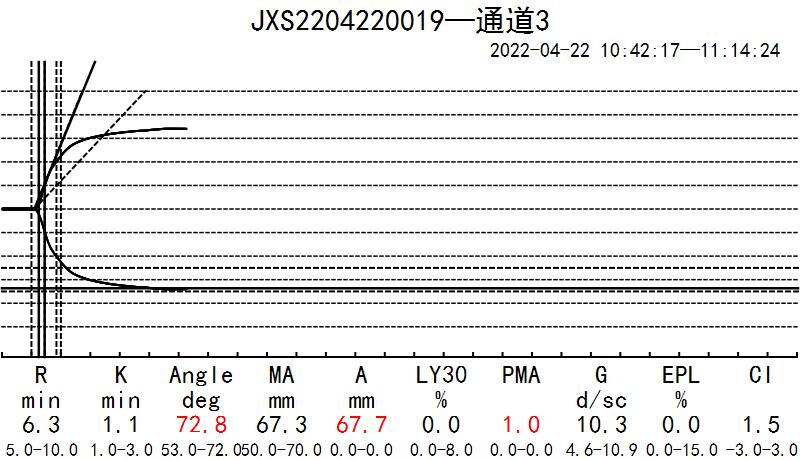 JXS2204220019—通道3
2022-04-22 10:42:17—11:14:24
R K Angle MA A LY30 PMA G EPL CI
min min deg mm mm % d/sc %
6.3 1.1 72.8 67.3 67.7 0.0 1.0 10.3 0.0 1.5
5.0-10.0 1.0-3.0 53.0-72.0 50.0-70.0 0.0-0.0 0.0-8.0 0.0-0.0 4.6-10.9 0.0-15.0 -3.0-3.0